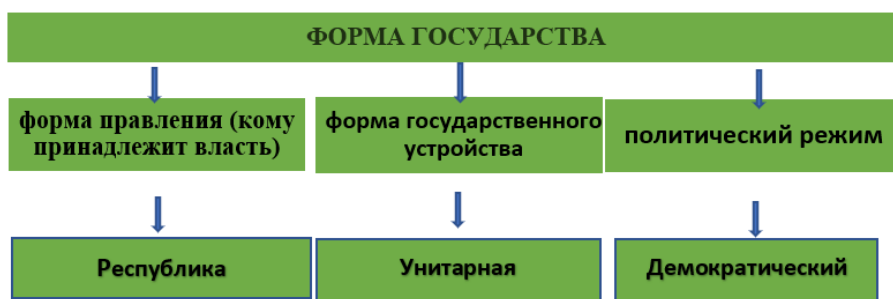 ФОРМА ГОСУДАРСТВА
форма правления (кому
принадлежит власть)
форма государственного
устройства
политический режим
Республика
Унитарная
Демократический